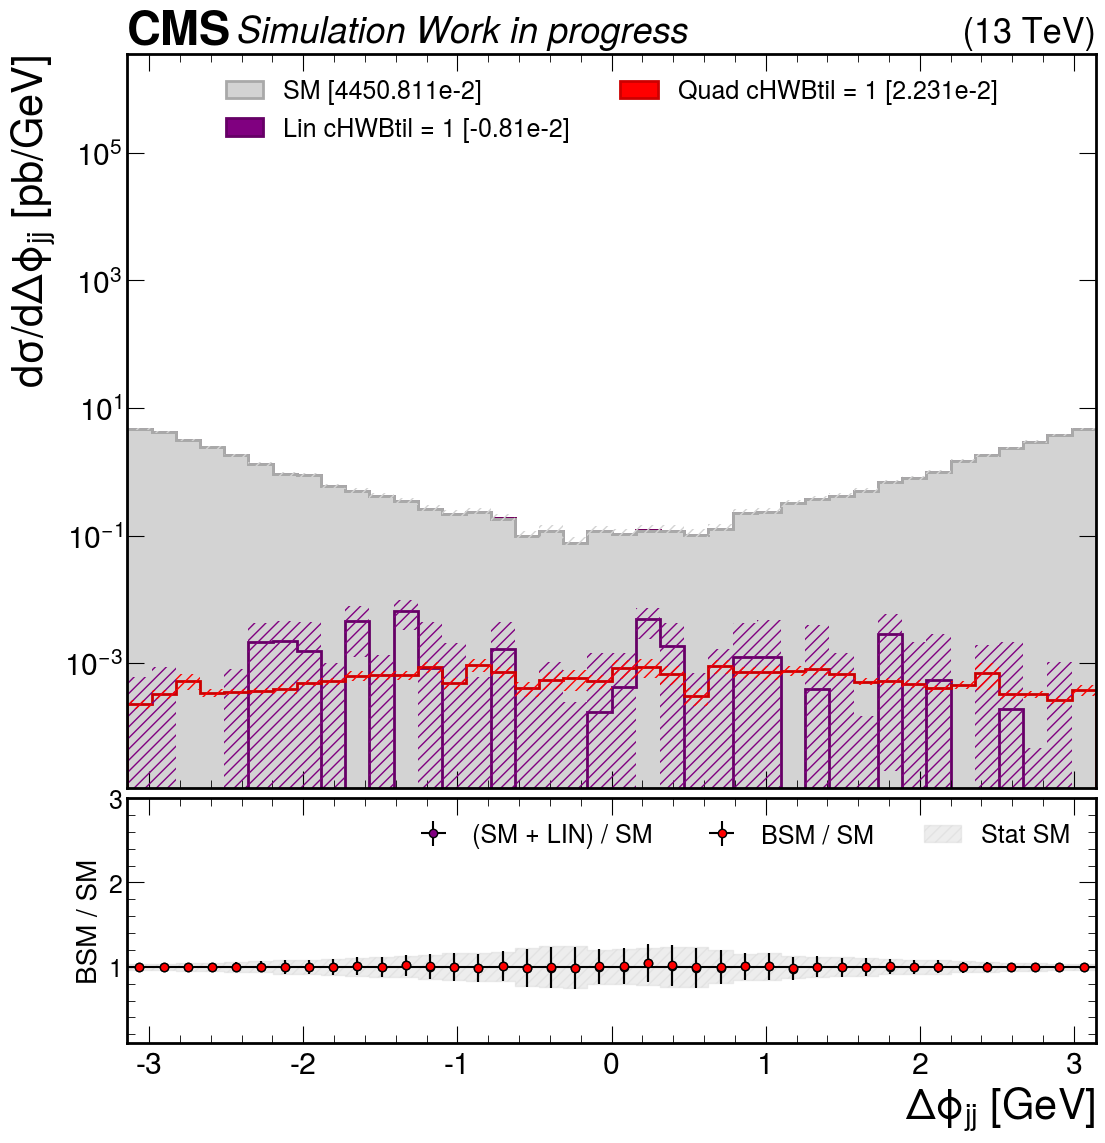 CMS Simulation Work in progress (13 TeV)
dσ/dΔϕjj [pb/GeV]
SM [4450.811e-2]
Quad cHWBtil = 1 [2.231e-2]
Lin cHWBtil = 1 [-0.81e-2]
10^5
10^3
10^1
10^−1
10^−3
BSM / SM
3
2
1
(SM + LIN) / SM
BSM / SM
Stat SM
-3 -2 -1 0 1 2 3
Δϕjj [GeV]